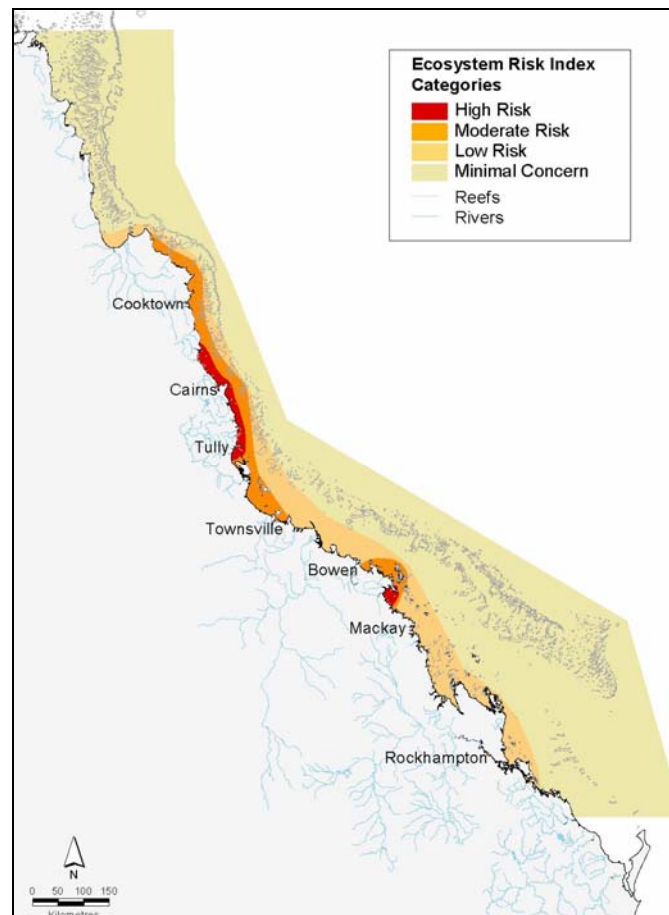 Ecosystem Risk Index
Categories
High Risk
Moderate Risk
Low Risk
Minimal Concern
Reefs
Rivers
Cooktown
Cairns
Tully
Townsville
Bowen
Mackay
Rockhampton
N
0 50 100 150
Kilometres